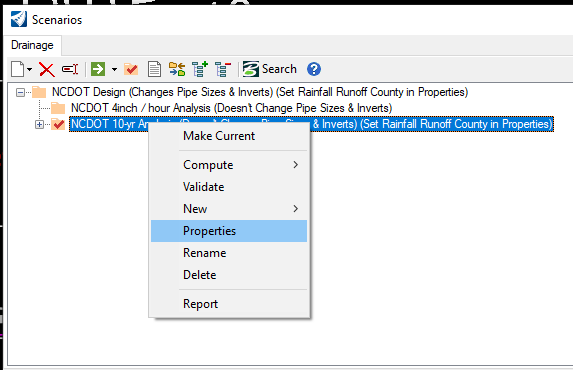 Scenarios
Drainage
Search
NCDOT Design (Changes Pipe Sizes & Inverts) (Set Rainfall Runoff County in Properties)
NCDOT 4inch / hour Analysis (Doesn't Change Pipe Sizes & Inverts)
NCDOT 10-yr & Inverts) (Set Rainfall Runoff County in Properties)
Make Current
Compute
Validate
New
Properties
Rename
Delete
Report